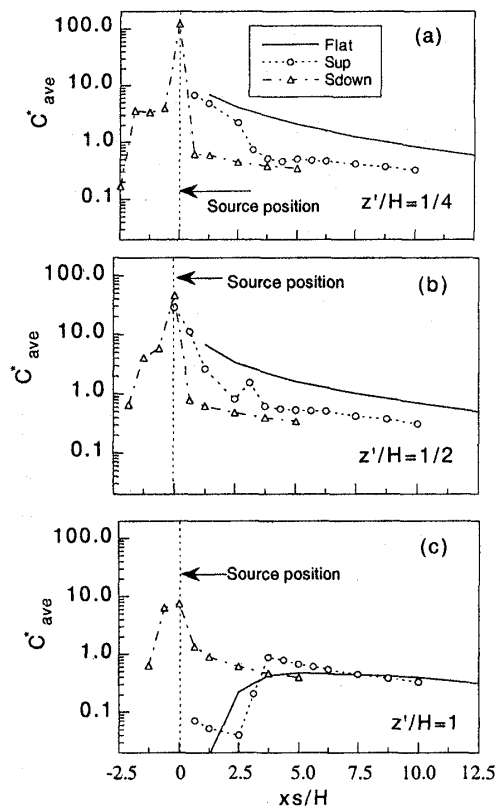 (a)
Flat
Sup
Sdown
100.0
10.0
1.0
0.1
C*ave
Source position
z'/H=1/4
(b)
100.0
10.0
1.0
0.1
C*ave
Source position
z'/H=1/2
(c)
100.0
10.0
1.0
0.1
C*ave
Source position
z'/H=1
-2.5 0 2.5 5.0 7.5 10.0 12.5
xs/H